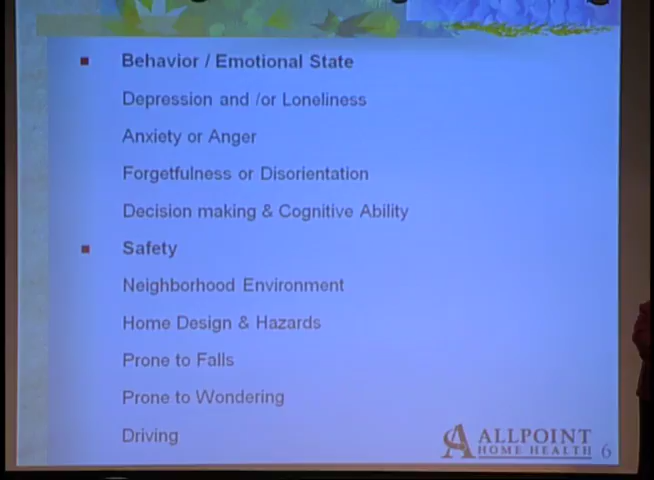 Behavior / Emotional State
Depression and /or Loneliness
Anxiety or Anger
Forgetfulness or Disorientation
Decision making & Cognitive Ability
Safety
Neighborhood Environment
Home Design & Hazards
Prone to Falls
Prone to Wondering
Driving
ALLPOINT
HOME HEALTH 6